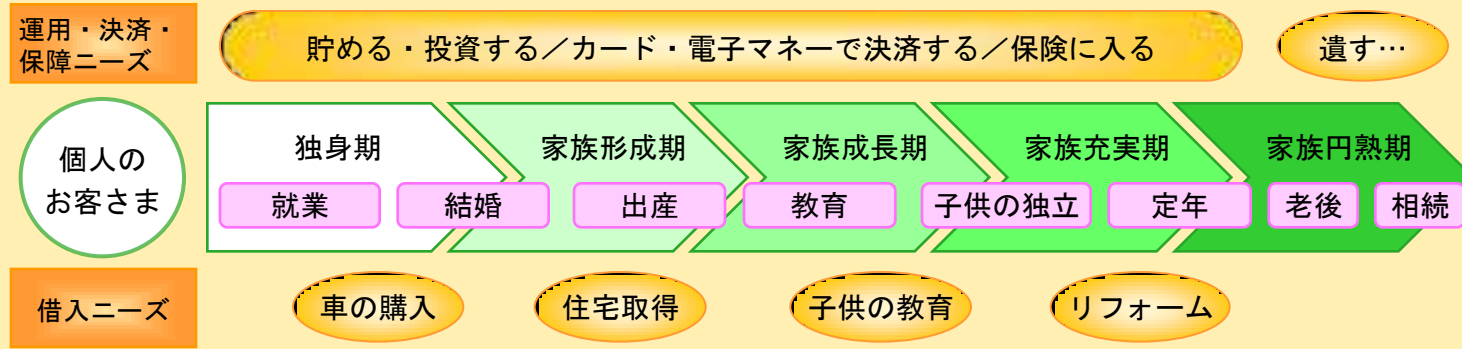 運用・決済・
保障ニーズ
貯める・投資する/カード・電子マネーで決済する/保険に入る
遺す…
個人の
お客さま
独身期
家族形成期
家族成長期
家族充実期
家族円熟期
就業
結婚
出産
教育
子供の独立
定年
老後
相続
借入ニーズ
車の購入
住宅取得
子供の教育
リフォーム